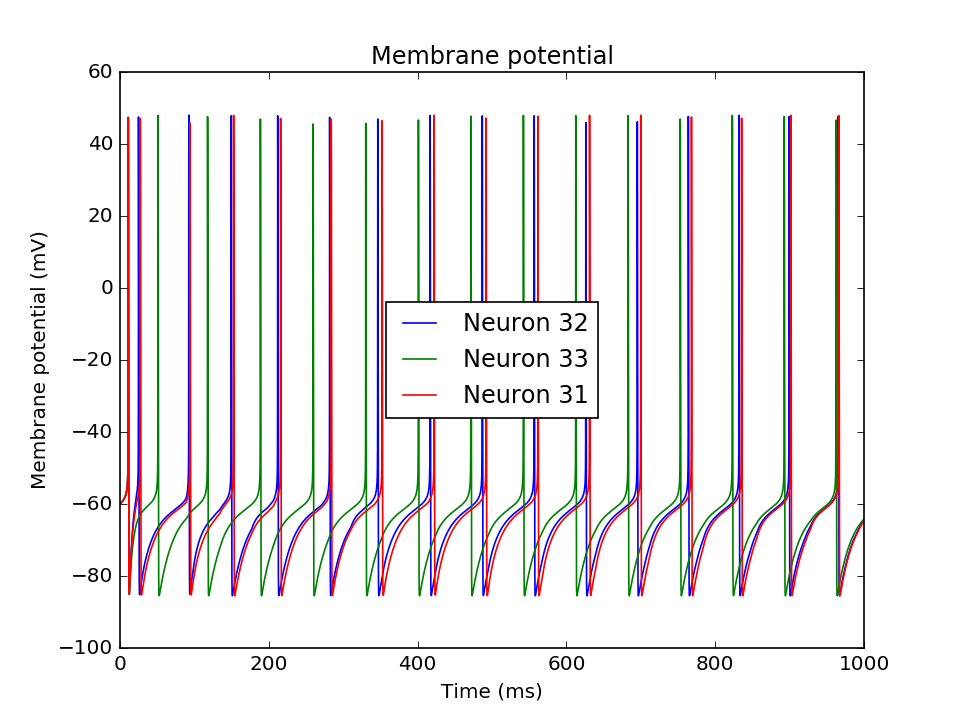 Membrane potential
60
40
20
0
−20
−40
−60
−80
−100
Membrane potential (mV)
Neuron 32
Neuron 33
Neuron 31
0 200 400 600 800 1000
Time (ms)